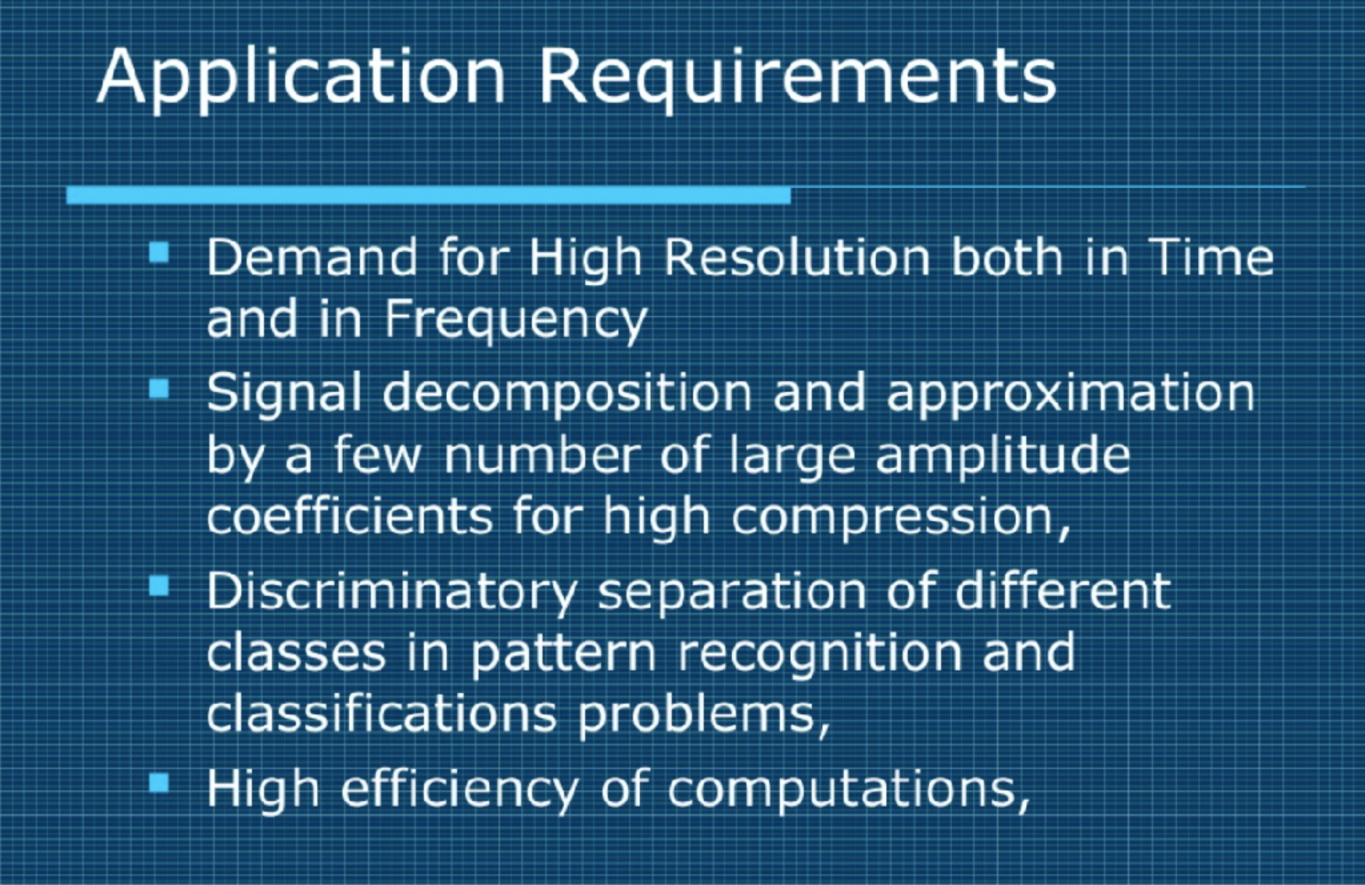 Application Requirements
Demand for High Resolution both in Time
and in Frequency
Signal decomposition and approximation
by a few number of large amplitude
coefficients for high compression,
Discriminatory separation of different
classes in pattern recognition and
classifications problems,
High efficiency of computations,